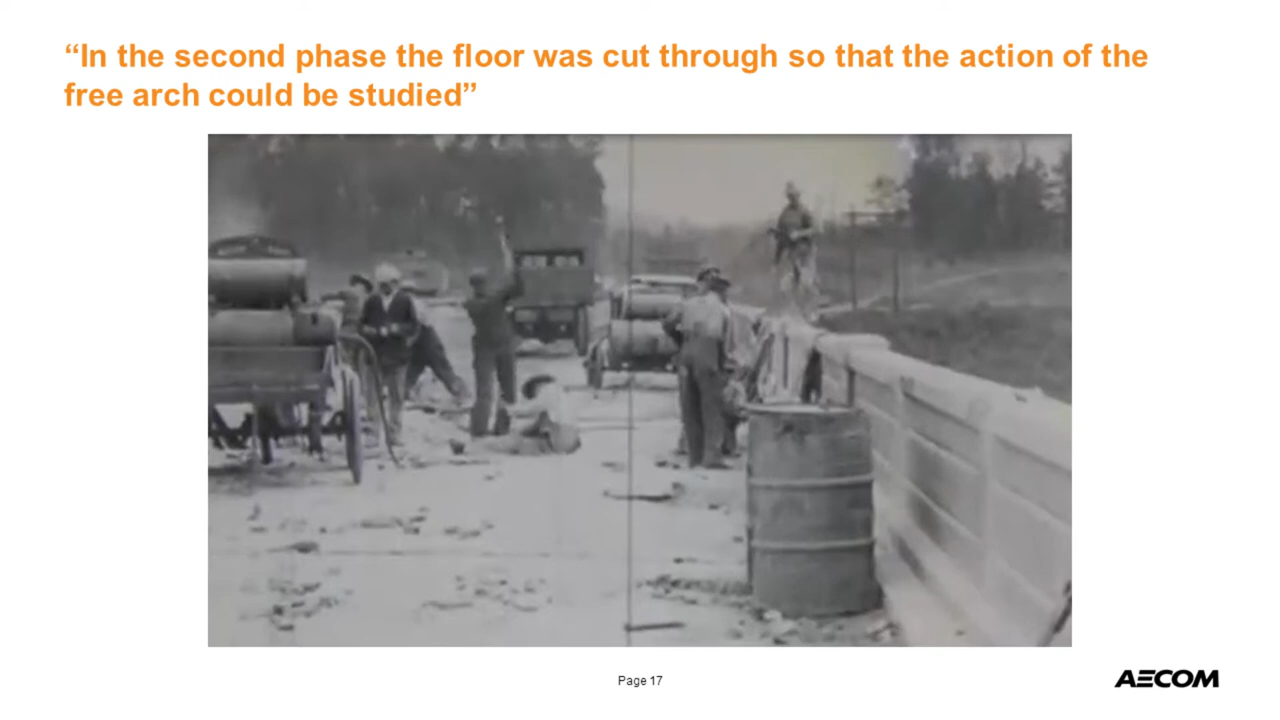 “In the second phase the floor was cut through so that the action of the
free arch could be studied”
Page 17
AECOM